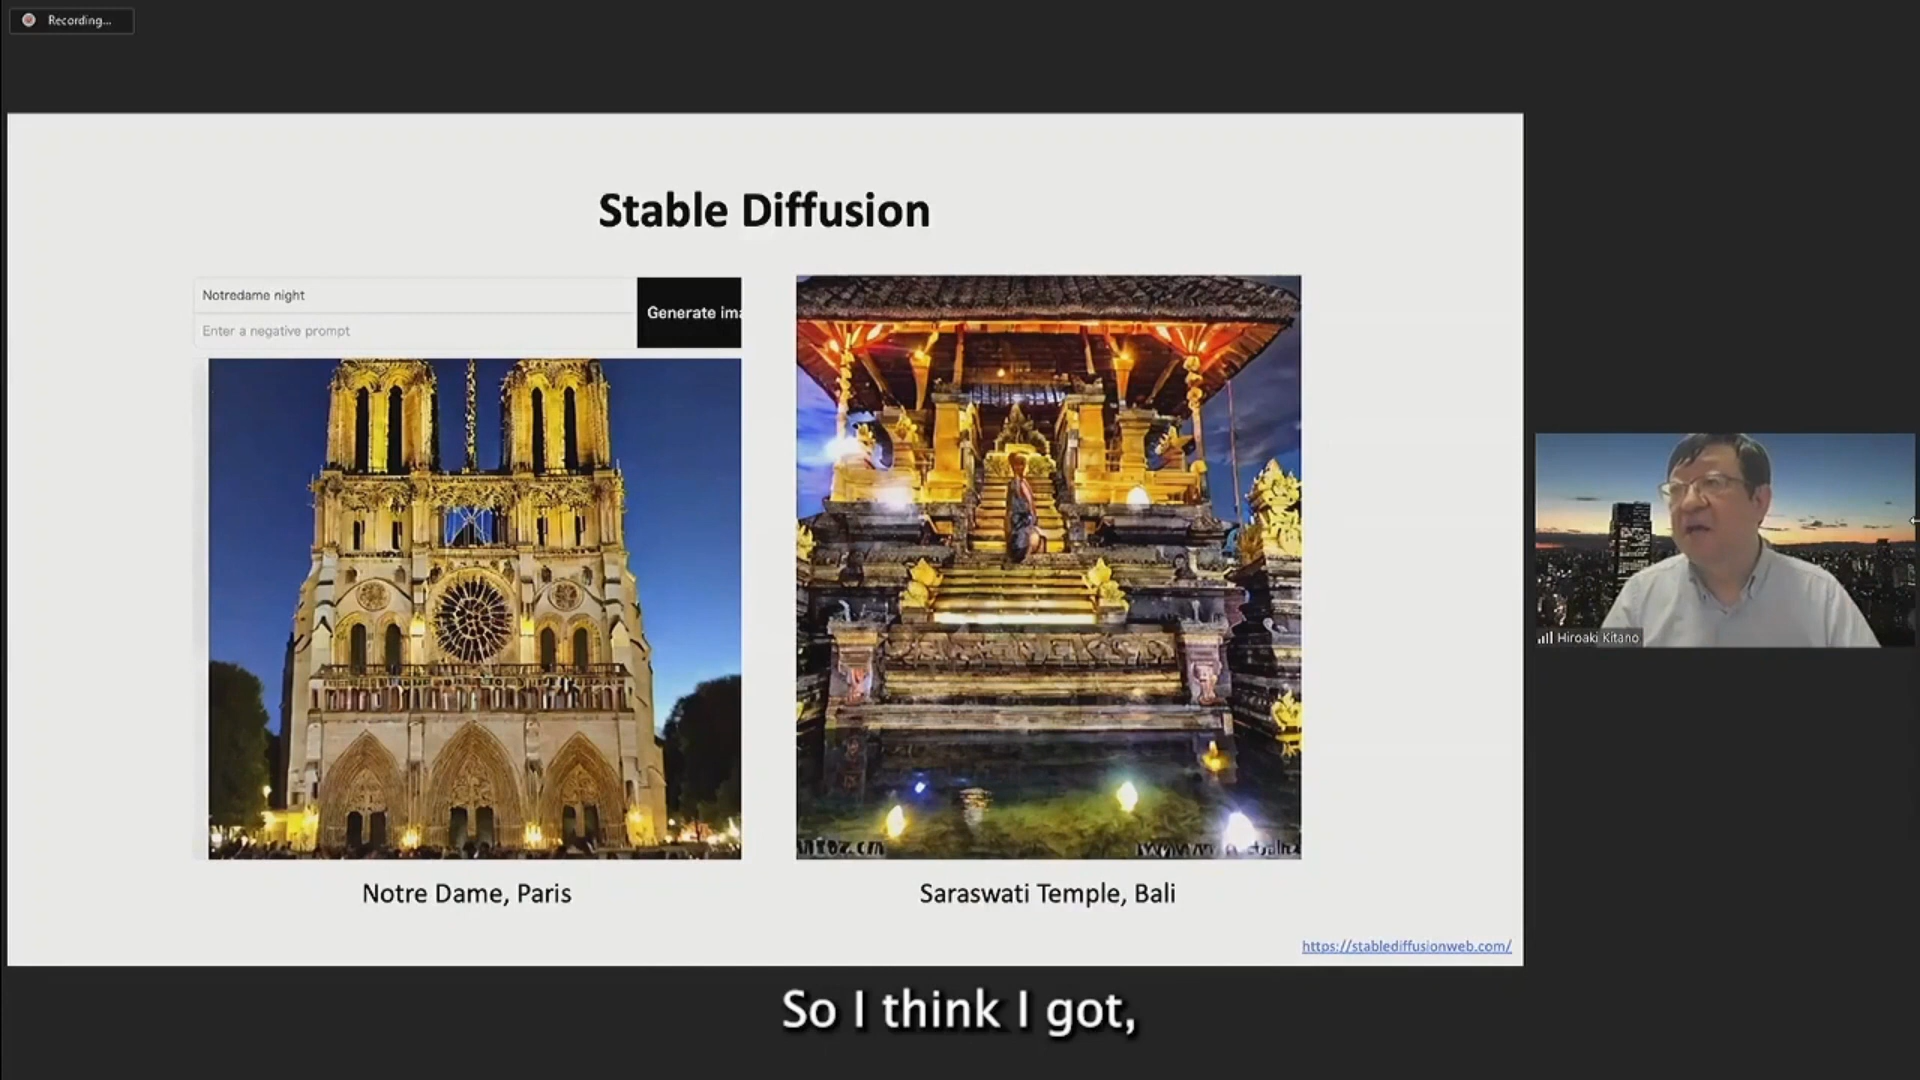 Recording...
Stable Diffusion
Notredame night
Enter a negative prompt
Generate ima
Notre Dame, Paris
Saraswati Temple, Bali
https://stablediffusionweb.com/
Hiroaki Kitano
So I think I got,